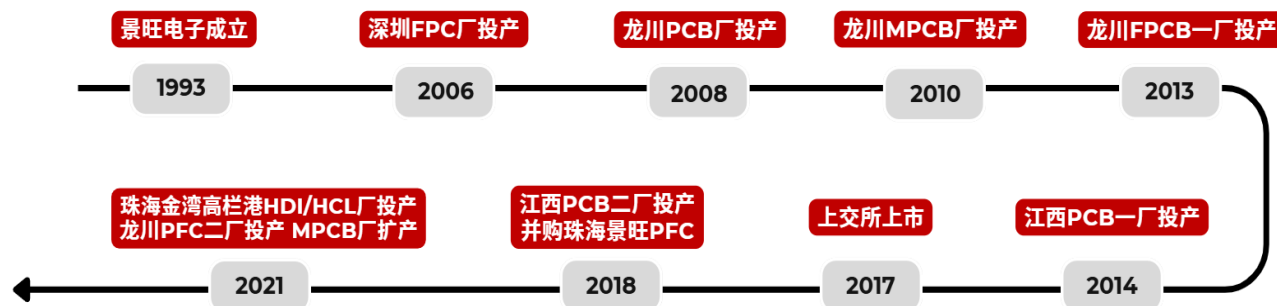 景旺电子成立
深圳FPC厂投产
龙川PCB厂投产
龙川MPCB厂投产
龙川FPCB一厂投产
1993
2006
2008
2010
2013
江西PCB一厂投产
上交所上市
江西PCB二厂投产
并购珠海景旺PFC
珠海金湾高栏港HDI/HCL厂投产
龙川PFC二厂投产 MPCB厂扩产
2014
2017
2018
2021